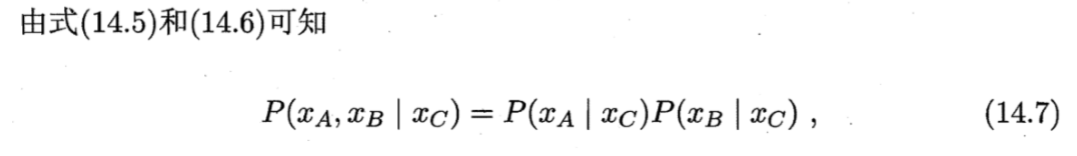 由式(14.5)和(14.6)可知
P(x_A, x_B | x_C) = P(x_A | x_C)P(x_B | x_C) , (14.7)